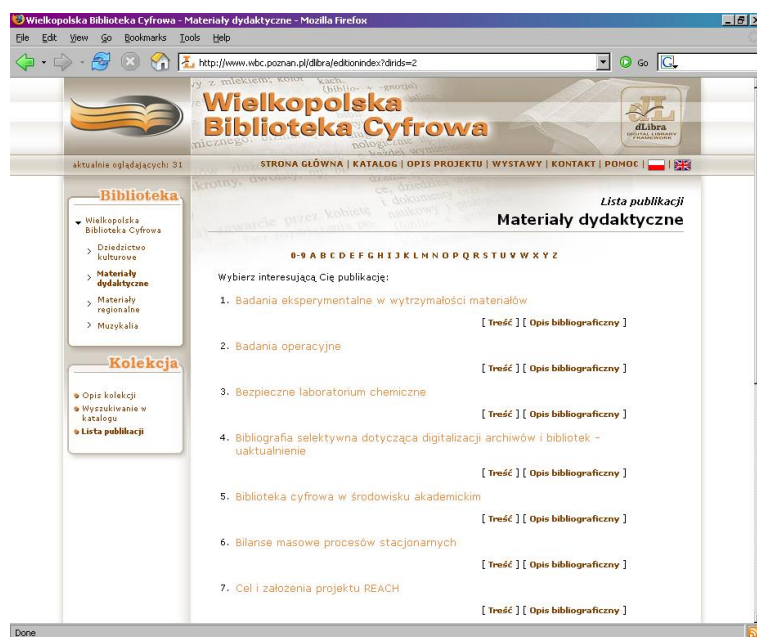 Wielkopolska Biblioteka Cyfrowa - Materiały dydaktyczne - Mozilla Firefox
File Edit View Go Bookmarks Tools Help
http://www.wbc.poznan.pl/dlibra/editionindex?dirids=2
Go
Wielkopolska
Biblioteka Cyfrowa
dLibra
DIGITAL LIBRARY
FRAMEWORK
aktualnie oglądających: 31
STRONA GŁÓWNA | KATALOG | OPIS PROJEKTU | WYSTAWY | KONTAKT | POMOC |
Biblioteka
Wielkopolska
Biblioteka Cyfrowa
Dziedzictwo
kulturowe
Materiały
dydaktyczne
Materiały
regionalne
Muzykalia
Kolekcja
Opis kolekcji
Wyszukiwanie w
katalogu
Lista publikacji
Lista publikacji
Materiały dydaktyczne
0-9 A B C D E F G H I J K L M N O P Q R S T U V W X Y Z
Wybierz interesującą Cię publikację:
1. Badania eksperymentalne w wytrzymałości materiałów
[ Treść ] [ Opis bibliograficzny ]
2. Badania operacyjne
[ Treść ] [ Opis bibliograficzny ]
3. Bezpieczne laboratorium chemiczne
[ Treść ] [ Opis bibliograficzny ]
4. Bibliografia selektywna dotycząca digitalizacji archiwów i bibliotek -
uaktualnienie
[ Treść ] [ Opis bibliograficzny ]
5. Biblioteka cyfrowa w środowisku akademickim
[ Treść ] [ Opis bibliograficzny ]
6. Bilanse masowe procesów stacjonarnych
[ Treść ] [ Opis bibliograficzny ]
7. Cel i założenia projektu REACH
[ Treść ] [ Opis bibliograficzny ]
Done